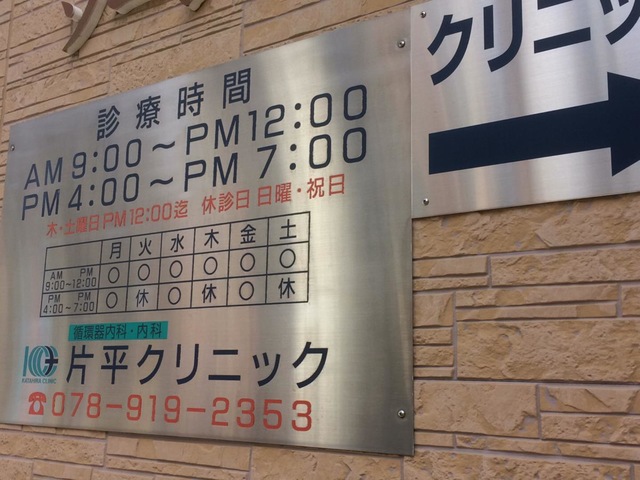 診療時間
AM 9:00～PM12:00
PM 4:00～PM 7:00
木・土曜日PM12:00迄 休診日 日曜・祝日
月 火 水 木 金 土
AM PM
9:00～12:00 ○ ○ ○ ○ ○ ○
PM PM
4:00～7:00 ○ 休 ○ 休 ○ 休
循環器内科・内科
片平クリニック
KATAHIRA CLINIC
☎078-919-2353
クリニッ